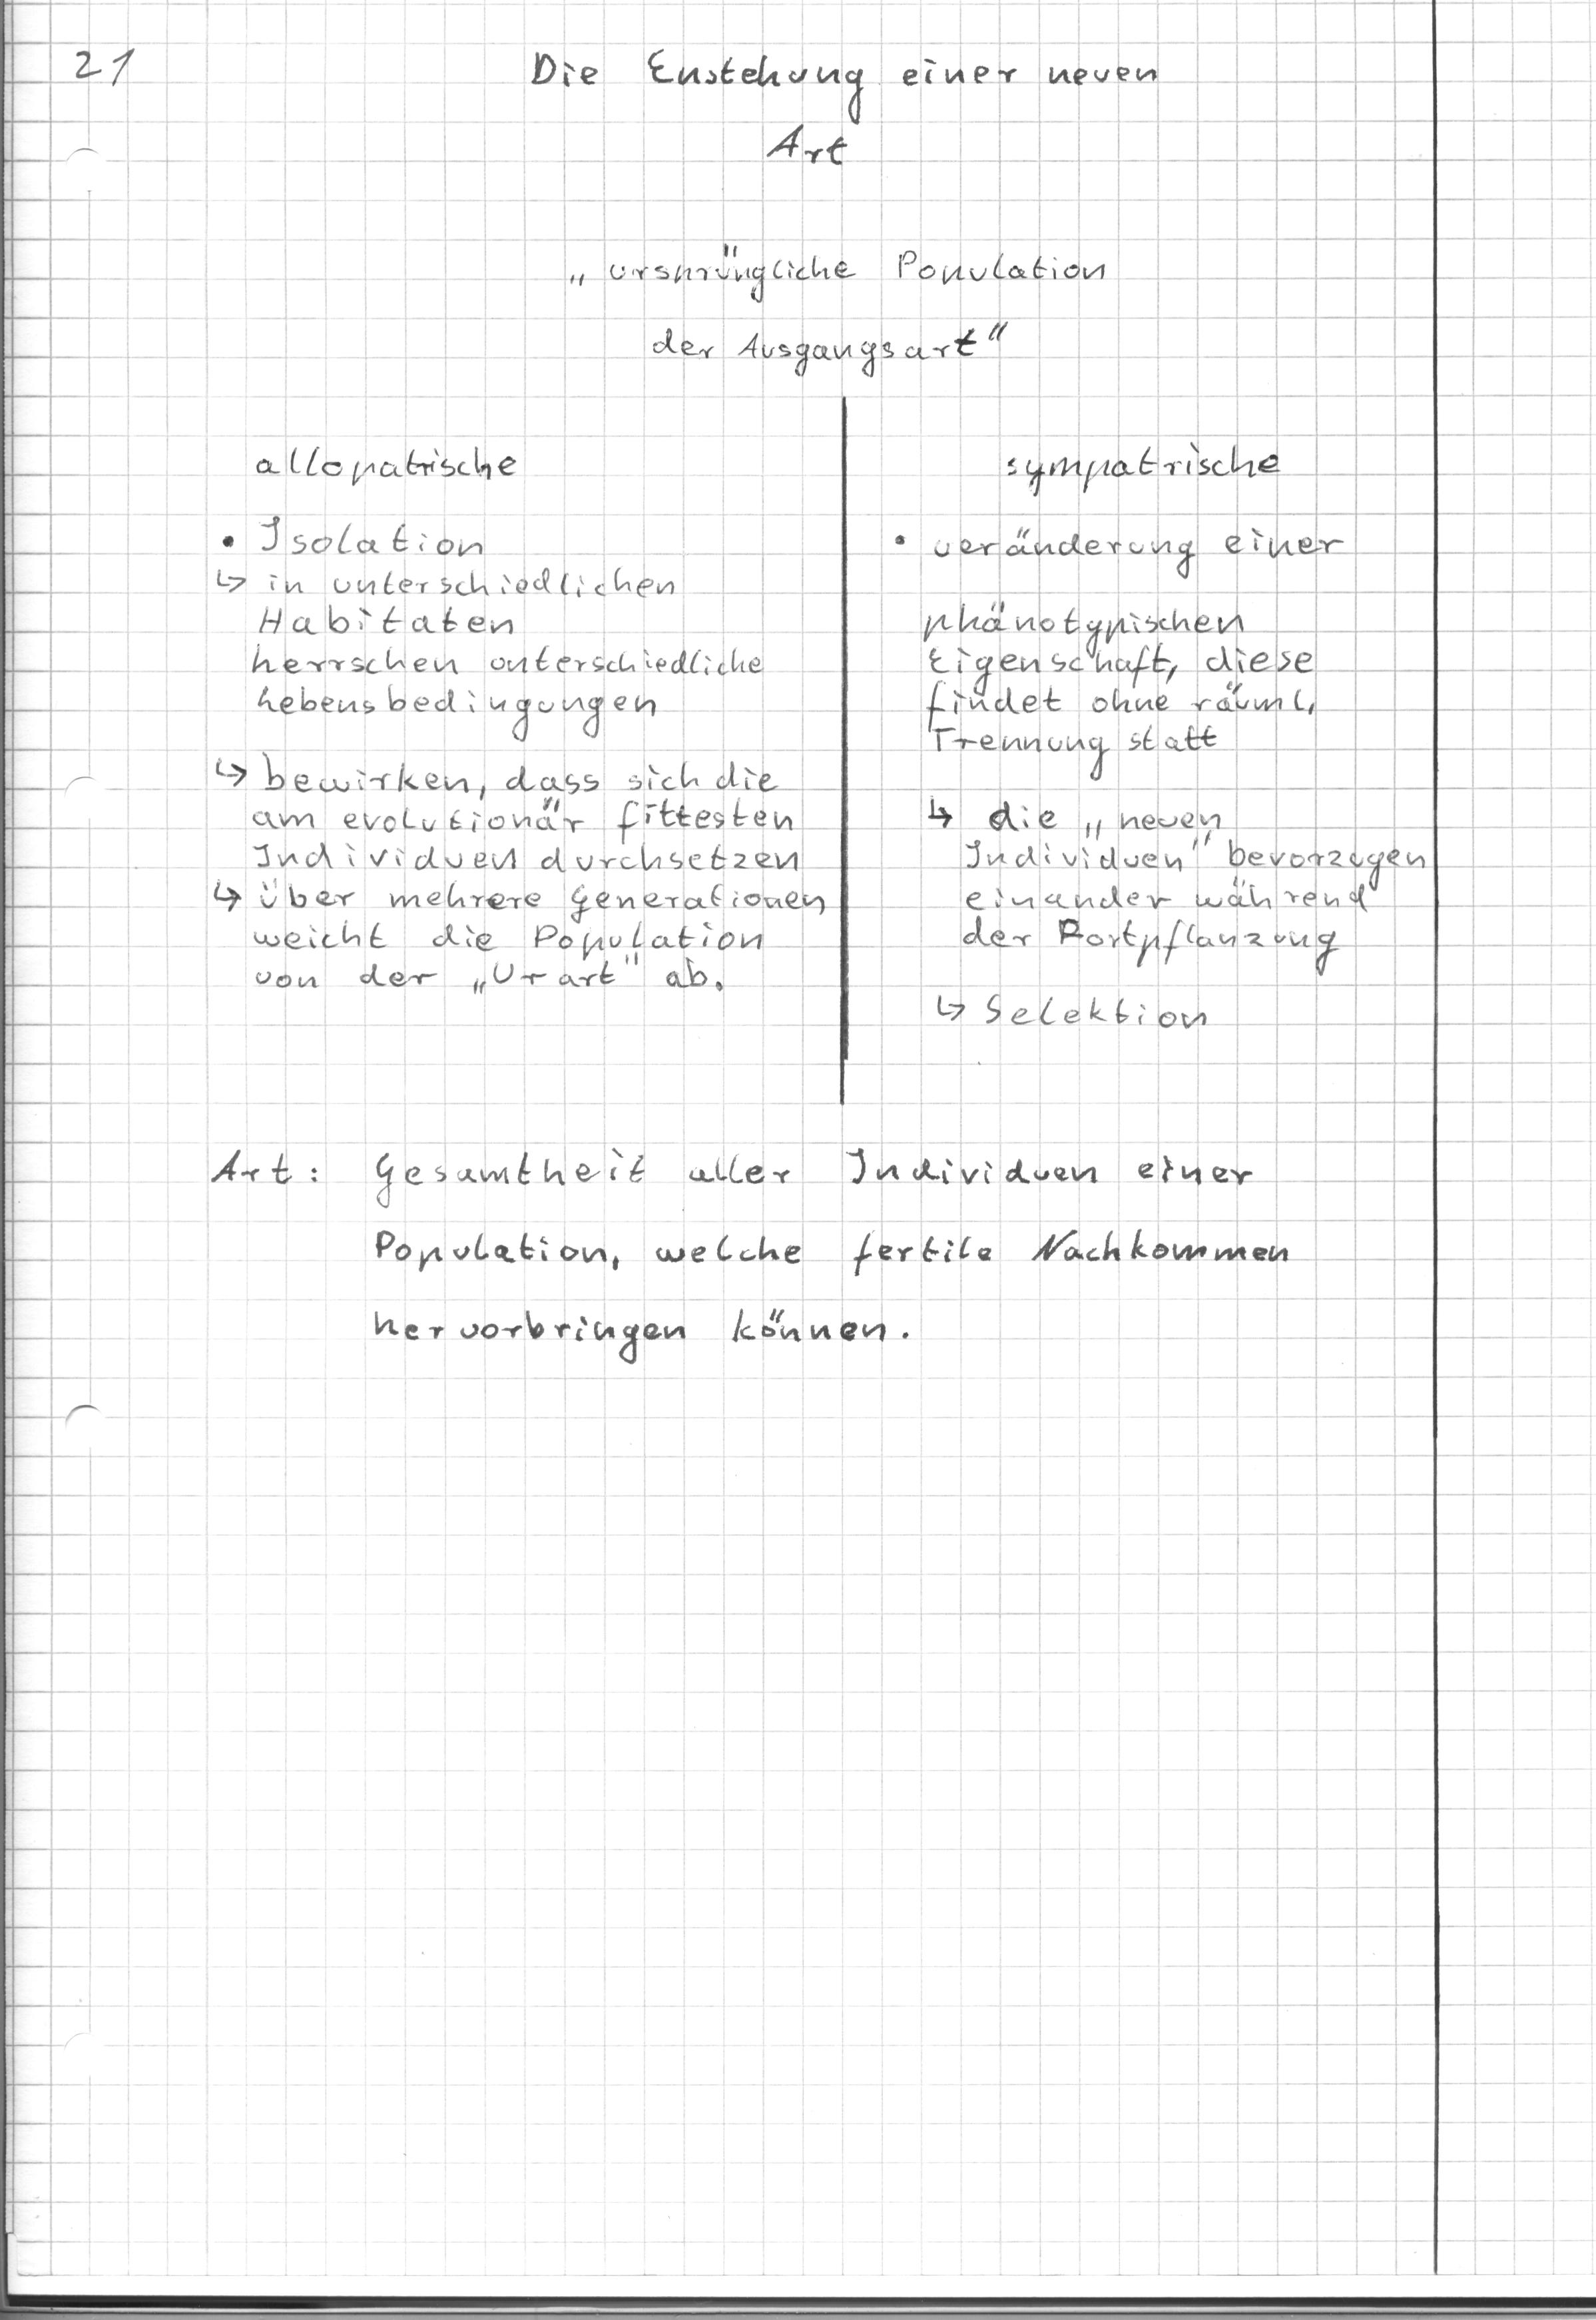 21
Die Enstehung einer neuen
Art
„ursprüngliche Population
der Ausgangsart"
allopatrische
• Isolation
↳ in unterschiedlichen
Habitaten
herrschen unterschiedliche
Lebensbedingungen
↳ bewirken, dass sich die
am evolutionär fittesten
Individuen durchsetzen
↳ über mehrere Generationen
weicht die Population
von der „Urart" ab.
sympatrische
• veränderung einer
phänotypischen
Eigenschaft, diese
findet ohne räuml.
Trennung statt
↳ die „neuen
Individuen" bevorzugen
einander während
der Fortpflanzung
↳ Selektion
Art: Gesamtheit aller Individuen einer
Population, welche fertile Nachkommen
hervorbringen können.